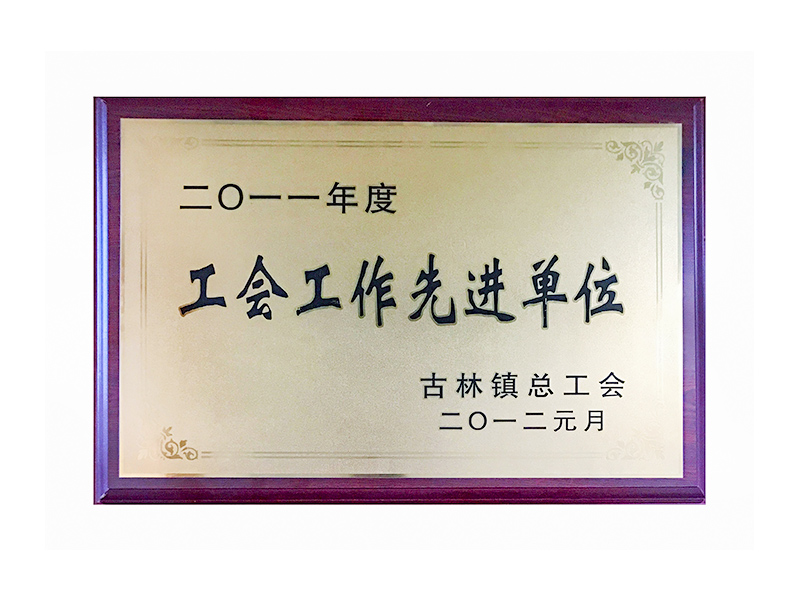 二〇一一年度
工会工作先进单位
古林镇总工会
二〇一二元月